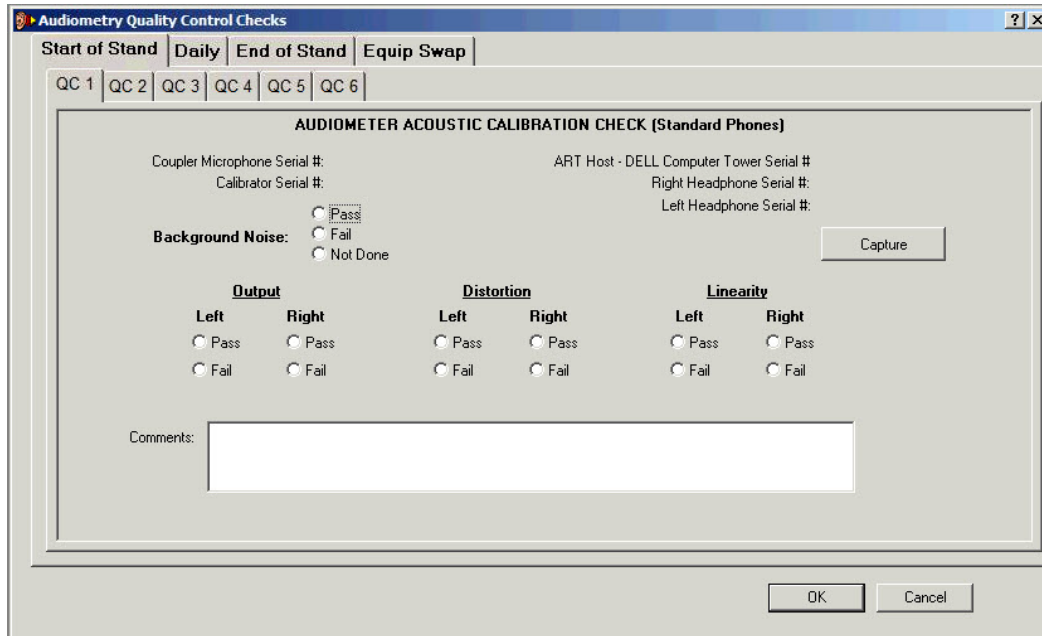 Audiometry Quality Control Checks
Start of Stand Daily End of Stand Equip Swap
QC 1 QC 2 QC 3 QC 4 QC 5 QC 6
AUDIOMETER ACOUSTIC CALIBRATION CHECK (Standard Phones)
Coupler Microphone Serial #: ART Host - DELL Computer Tower Serial #
Calibrator Serial #: Right Headphone Serial #:
Left Headphone Serial #:
Pass
Background Noise: Fail
Not Done
Capture
Output Distortion Linearity
Left Right Left Right Left Right
Pass Pass Pass Pass Pass Pass
Fail Fail Fail Fail Fail Fail
Comments:
OK Cancel